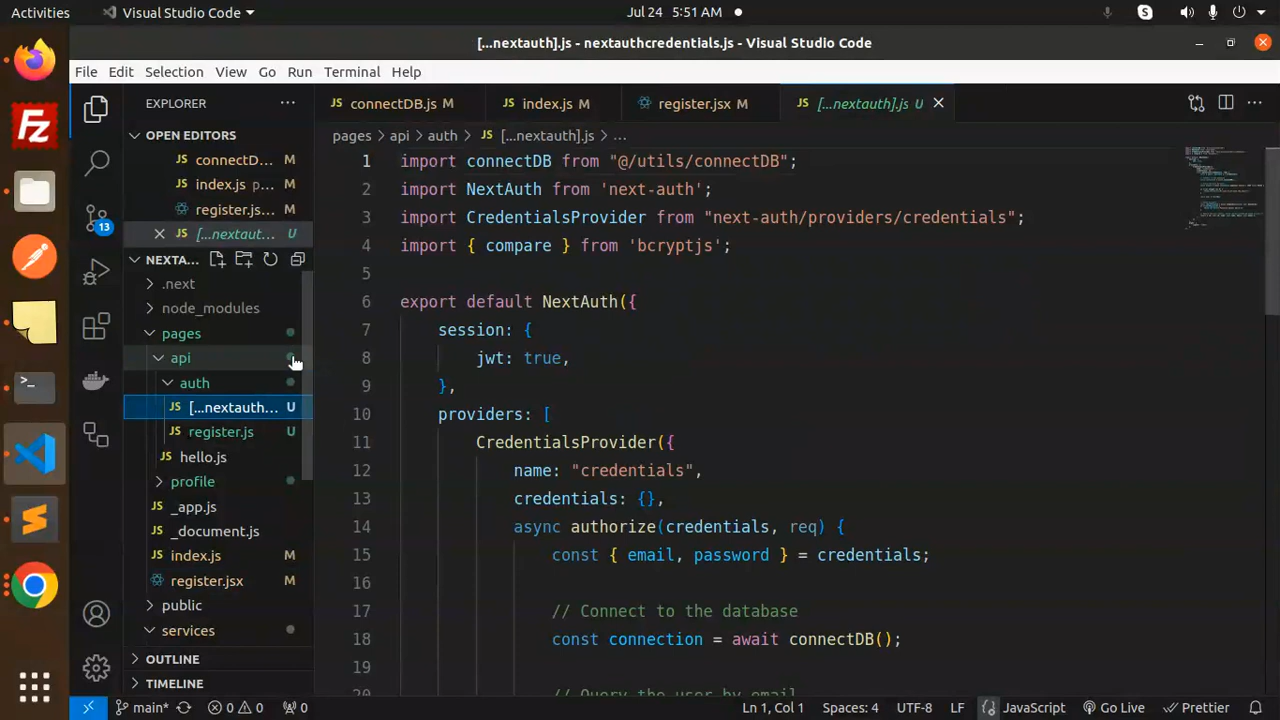 Activities
Visual Studio Code
Jul 24 5:51 AM
[...nextauth].js - nextauthcredentials.js - Visual Studio Code
File Edit Selection View Go Run Terminal Help
EXPLORER
connectDB.js M
index.js M
register.jsx M
[...nextauth].js U
OPEN EDITORS
pages > api > auth > JS [...nextauth].js > ...
JS connectD... M
JS index.js p... M
register.js... M
JS [...nextaut... U
NEXTA...
.next
node_modules
pages
api
auth
JS [...nextauth... U
JS register.js U
JS hello.js
profile
JS _app.js
JS _document.js
JS index.js M
register.jsx M
public
services
OUTLINE
TIMELINE
13
1 import connectDB from "@/utils/connectDB";
2 import NextAuth from 'next-auth';
3 import CredentialsProvider from "next-auth/providers/credentials";
4 import { compare } from 'bcryptjs';
5
6 export default NextAuth({
7 session: {
8 jwt: true,
9 },
10 providers: [
11 CredentialsProvider({
12 name: "credentials",
13 credentials: {},
14 async authorize(credentials, req) {
15 const { email, password } = credentials;
16
17 // Connect to the database
18 const connection = await connectDB();
19
20 // Query the user by email
main* 0 0 0 Ln 1, Col 1 Spaces: 4 UTF-8 LF JavaScript Go Live Prettier